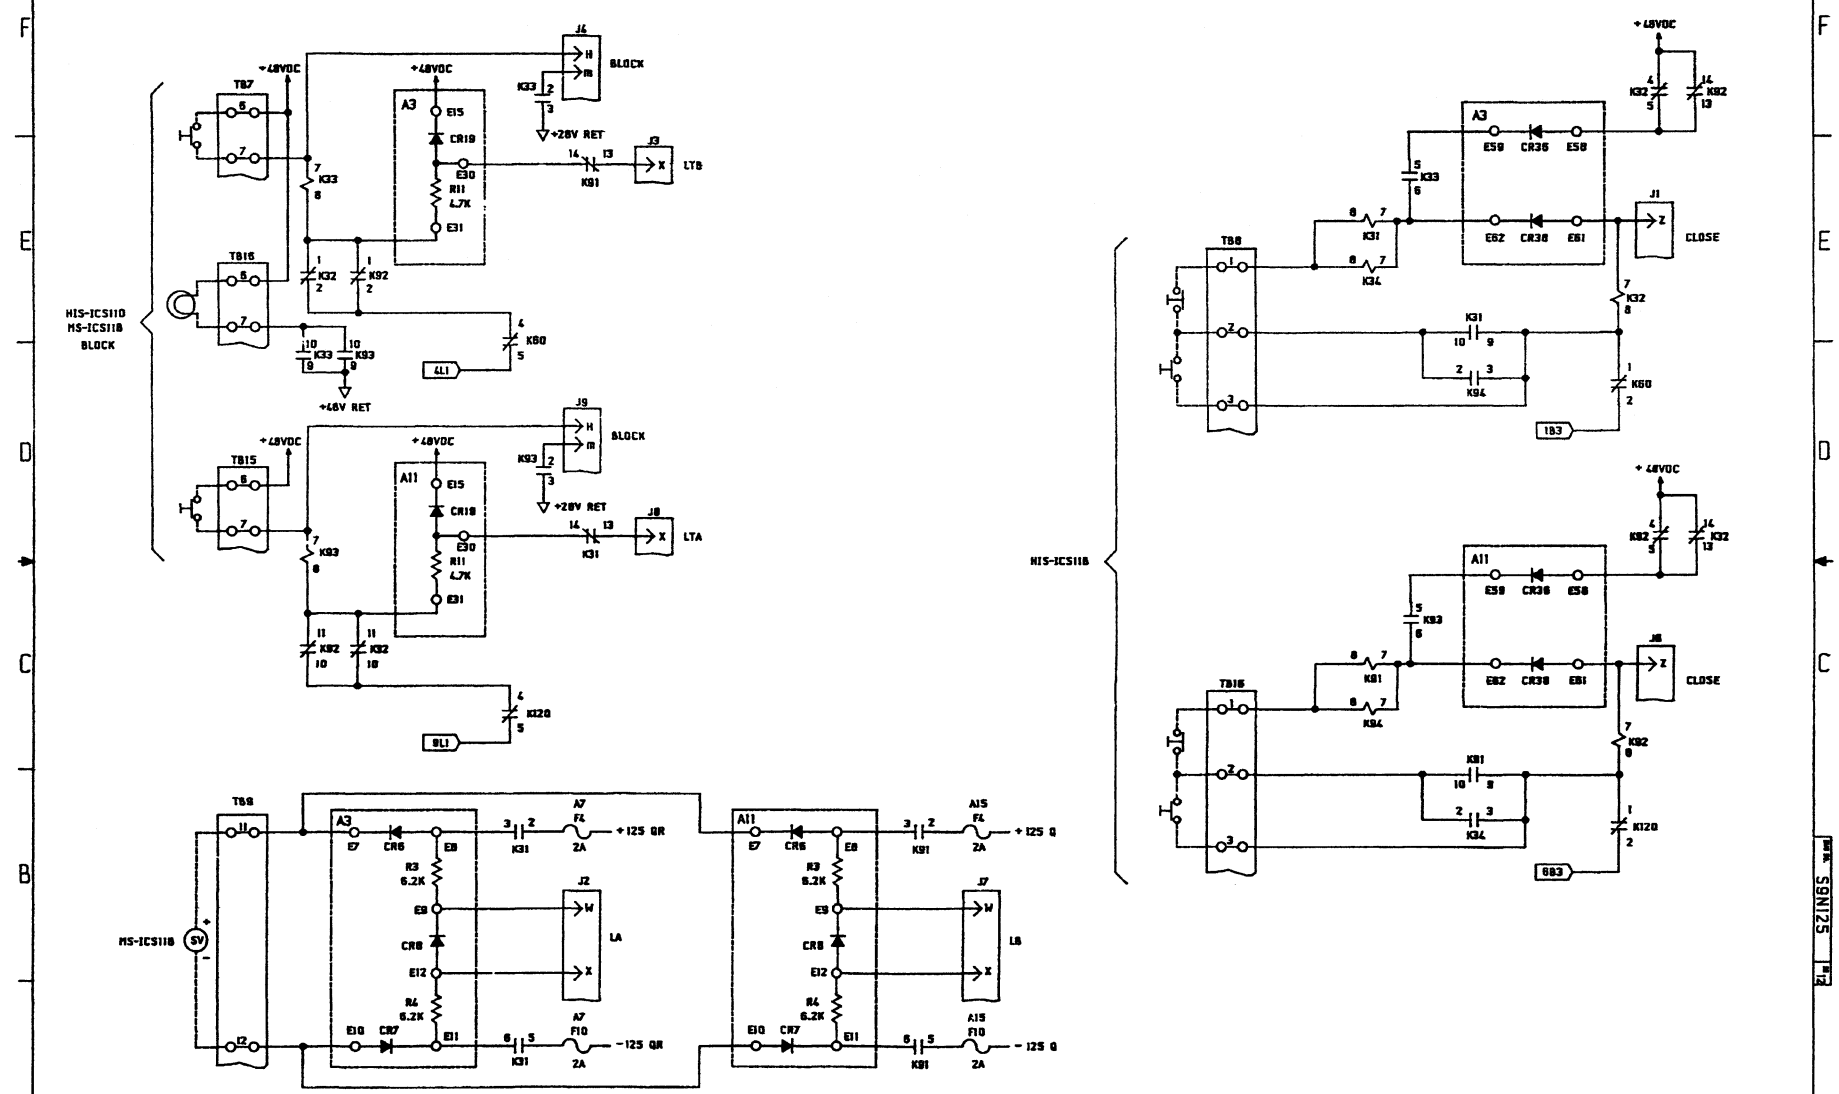 F
F
E
E
D
D
C
C
B
B
TB7
6
7
+48VDC
7
K33
8
TB16
6
7
1
K32
2
1
K92
2
10
K33
9
10
K93
9
+48V RET
HIS-ICS110
MS-ICS118
BLOCK
+48VDC
A3
E15
CR19
E30
R11
4.7K
E31
J4
H
m
BLOCK
K33
2
3
+28V RET
14
13
K91
J3
X
LTB
4
K60
5
4L1
TB15
6
7
+48VDC
7
K93
8
11
K92
10
11
K32
10
+48VDC
A11
E15
CR19
E30
R11
4.7K
E31
J9
H
m
BLOCK
K93
2
3
+28V RET
14
13
K31
J8
X
LTA
4
K120
5
9L1
TB9
11
12
MS-ICS118
SV
+
-
A3
E7
CR6
E8
R3
6.2K
E9
CR8
E12
R4
6.2K
E10
CR7
E11
3
2
K31
A7
F4
2A
+125 QR
J2
W
X
LA
6
5
K31
A7
F10
2A
-125 QR
A11
E7
CR6
E8
R3
6.2K
E9
CR8
E12
R4
6.2K
E10
CR7
E11
3
2
K91
A15
F4
2A
+125 Q
J7
W
X
LB
6
5
K91
A15
F10
2A
-125 Q
HIS-ICS118
+48VDC
4
K32
5
14
K92
13
A3
E59
CR36
E58
E62
CR38
E61
5
K33
6
J1
Z
CLOSE
8
7
K31
8
7
K34
TB8
1
2
3
7
K32
8
K31
10
9
2
3
K94
1
K60
2
1B3
+48VDC
4
K92
5
14
K32
13
A11
E59
CR36
E58
E62
CR38
E61
5
K93
6
J6
Z
CLOSE
8
7
K91
8
7
K94
TB16
1
2
3
7
K92
8
K91
10
9
2
3
K34
1
K120
2
6B3
S9N125